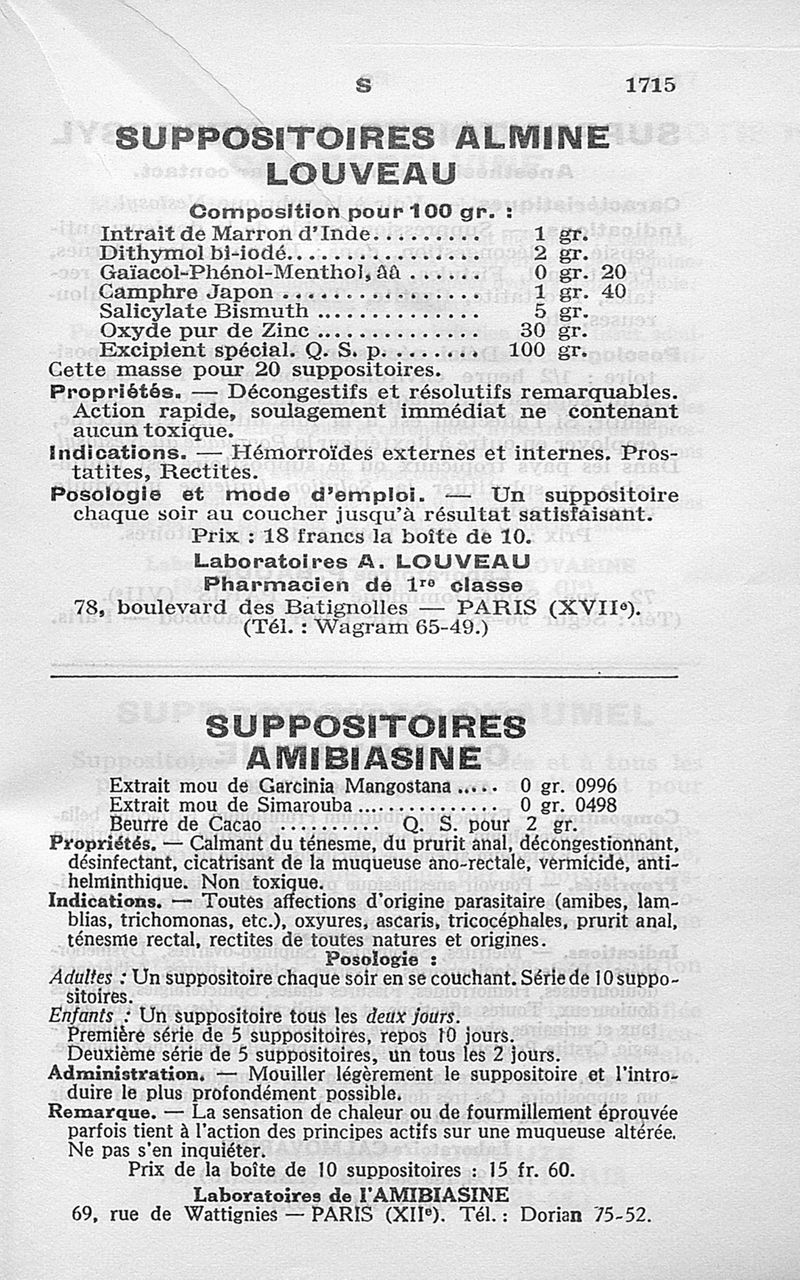 S 1715
SUPPOSITOIRES ALMINE
LOUVEAU
Composition pour 100 gr. :
Intrait de Marron d'Inde......... 1 gr.
Dithymol bi-iodé................ 2 gr.
Gaïacol-Phénol-Menthol, ââ ...... 0 gr. 20
Camphre Japon ................ 1 gr. 40
Salicylate Bismuth ............... 5 gr.
Oxyde pur de Zinc ............... 30 gr.
Excipient spécial. Q. S. p. ........ 100 gr.
Cette masse pour 20 suppositoires.
Propriétés. — Décongestifs et résolutifs remarquables.
Action rapide, soulagement immédiat ne contenant
aucun toxique.
Indications. — Hémorroïdes externes et internes. Pros-
tatites, Rectites.
Posologie et mode d'emploi. — Un suppositoire
chaque soir au coucher jusqu'à résultat satisfaisant.
Prix : 18 francs la boîte de 10.
Laboratoires A. LOUVEAU
Pharmacien de 1re classe
78, boulevard des Batignolles — PARIS (XVIIe).
(Tél. : Wagram 65-49.)
SUPPOSITOIRES
AMIBIASINE
Extrait mou de Garcinia Mangostana ..... 0 gr. 0996
Extrait mou de Simarouba ............... 0 gr. 0498
Beurre de Cacao .......... Q. S. pour 2 gr.
Propriétés. — Calmant du ténesme, du prurit anal, décongestionnant,
désinfectant, cicatrisant de la muqueuse ano-rectale, vermicide, anti-
helminthique. Non toxique.
Indications. — Toutes affections d'origine parasitaire (amibes, lam-
blias, trichomonas, etc.), oxyures, ascaris, tricocéphales, prurit anal,
ténesme rectal, rectites de toutes natures et origines.
Posologie :
Adultes : Un suppositoire chaque soir en se couchant. Série de 10 suppo-
sitoires.
Enfants : Un suppositoire tous les deux jours.
Première série de 5 suppositoires, repos 10 jours.
Deuxième série de 5 suppositoires, un tous les 2 jours.
Administration. — Mouiller légèrement le suppositoire et l'intro-
duire le plus profondément possible.
Remarque. — La sensation de chaleur ou de fourmillement éprouvée
parfois tient à l'action des principes actifs sur une muqueuse altérée.
Ne pas s'en inquiéter.
Prix de la boîte de 10 suppositoires : 15 fr. 60.
Laboratoires de l'AMIBIASINE
69, rue de Wattignies — PARIS (XIIe). Tél. : Dorian 75-52.